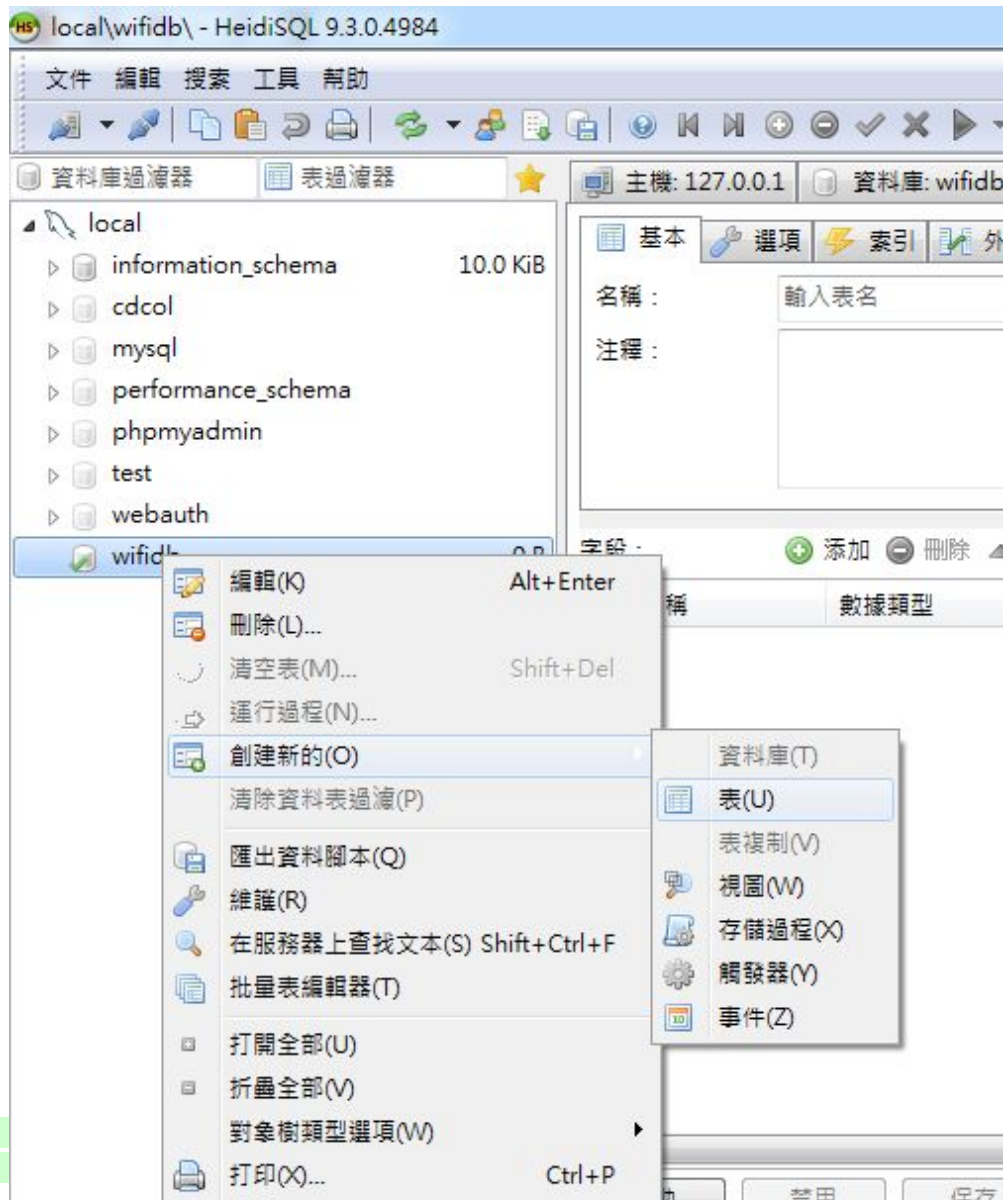 local\wifidb\ - HeidiSQL 9.3.0.4984
文件 編輯 搜索 工具 幫助
資料庫過濾器 表過濾器
主機: 127.0.0.1 資料庫: wifidb
local
基本 選項 索引
information_schema 10.0 KiB
名稱： 輸入表名
cdcol
mysql
注釋：
performance_schema
phpmyadmin
test
webauth
字段： 添加 刪除
編輯(K) Alt+Enter
稱 數據類型
刪除(L)...
清空表(M)... Shift+Del
運行過程(N)...
創建新的(O)
清除資料表過濾(P)
匯出資料腳本(Q)
維護(R)
在服務器上查找文本(S) Shift+Ctrl+F
批量表編輯器(T)
打開全部(U)
折疊全部(V)
對象樹類型選項(W)
打印(X)... Ctrl+P
資料庫(T)
表(U)
表複制(V)
視圖(W)
存儲過程(X)
觸發器(Y)
事件(Z)